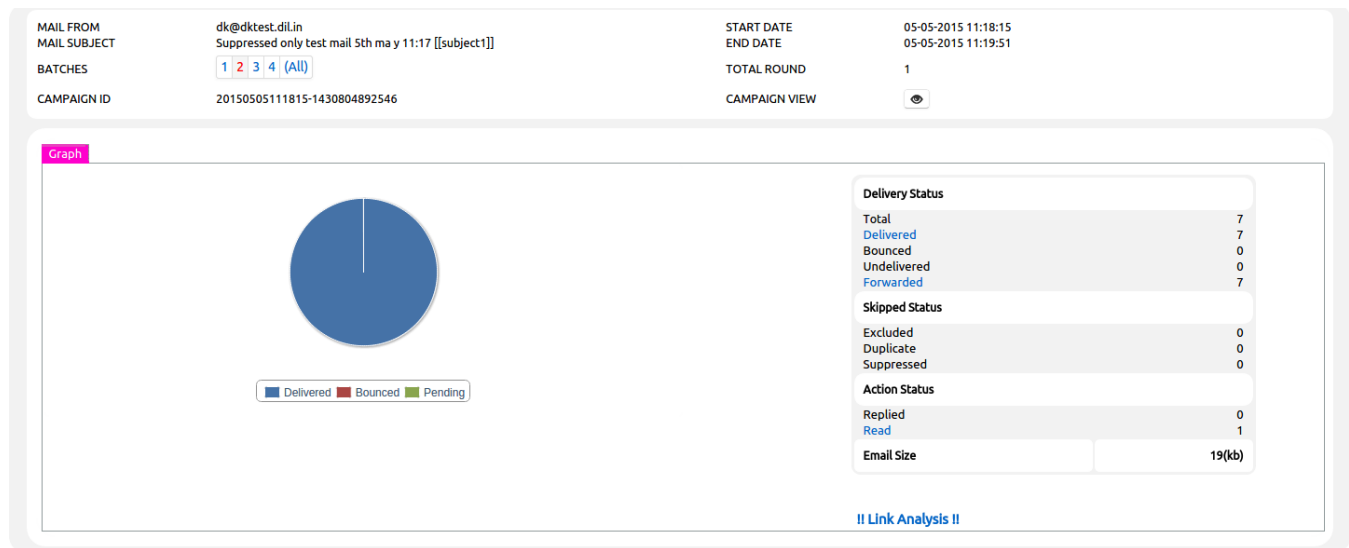 MAIL FROM dk@dktest.dil.in START DATE 05-05-2015 11:18:15
MAIL SUBJECT Suppressed only test mail 5th ma y 11:17 [[subject1]] END DATE 05-05-2015 11:19:51
BATCHES 1 2 3 4 (All) TOTAL ROUND 1
CAMPAIGN ID 20150505111815-1430804892546 CAMPAIGN VIEW
Graph
Delivered Bounced Pending
Delivery Status
Total 7
Delivered 7
Bounced 0
Undelivered 0
Forwarded 7
Skipped Status
Excluded 0
Duplicate 0
Suppressed 0
Action Status
Replied 0
Read 1
Email Size 19(kb)
!! Link Analysis !!